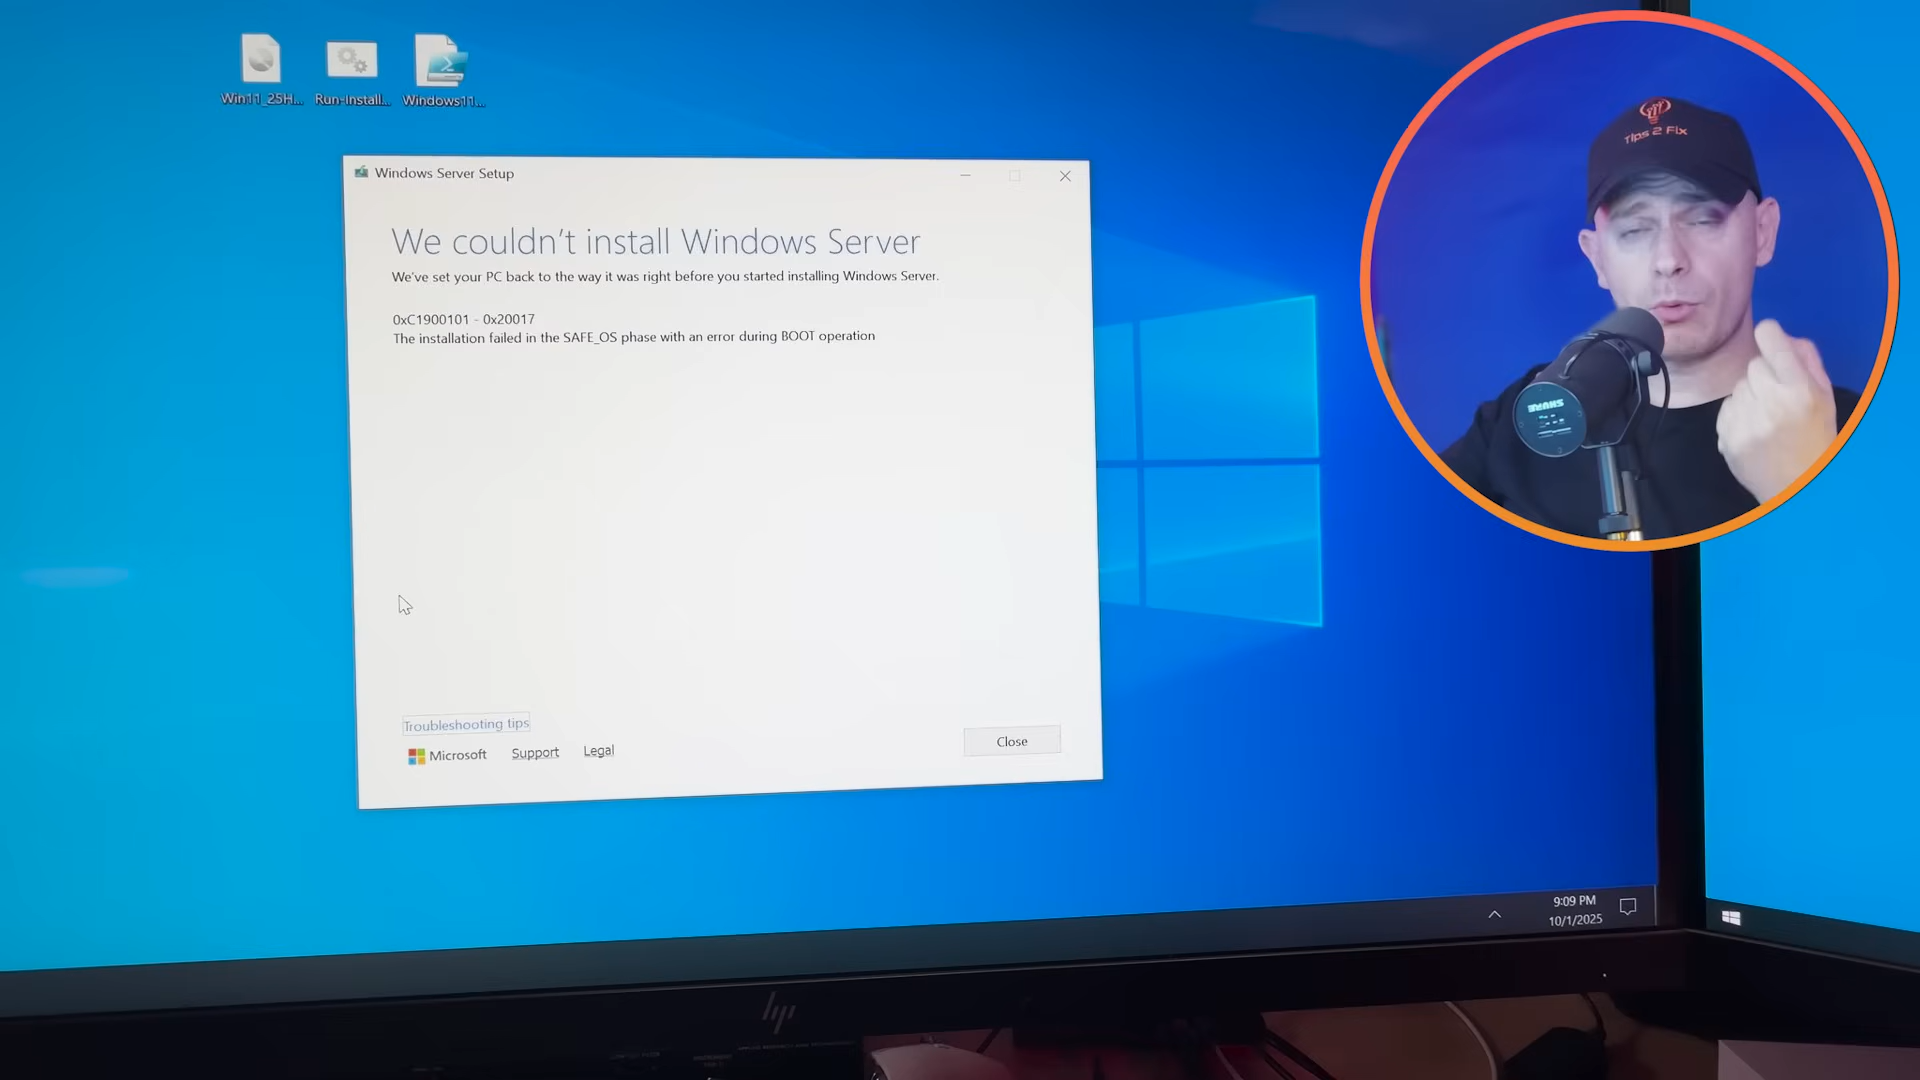 Win11_25H...
Run-Install...
Windows11...
Tips 2 Fix
Windows Server Setup
We couldn't install Windows Server
We've set your PC back to the way it was right before you started installing Windows Server.
0xC1900101 - 0x20017
The installation failed in the SAFE_OS phase with an error during BOOT operation
SHURE
Troubleshooting tips
Microsoft
Support
Legal
Close
9:09 PM
10/1/2025
hp